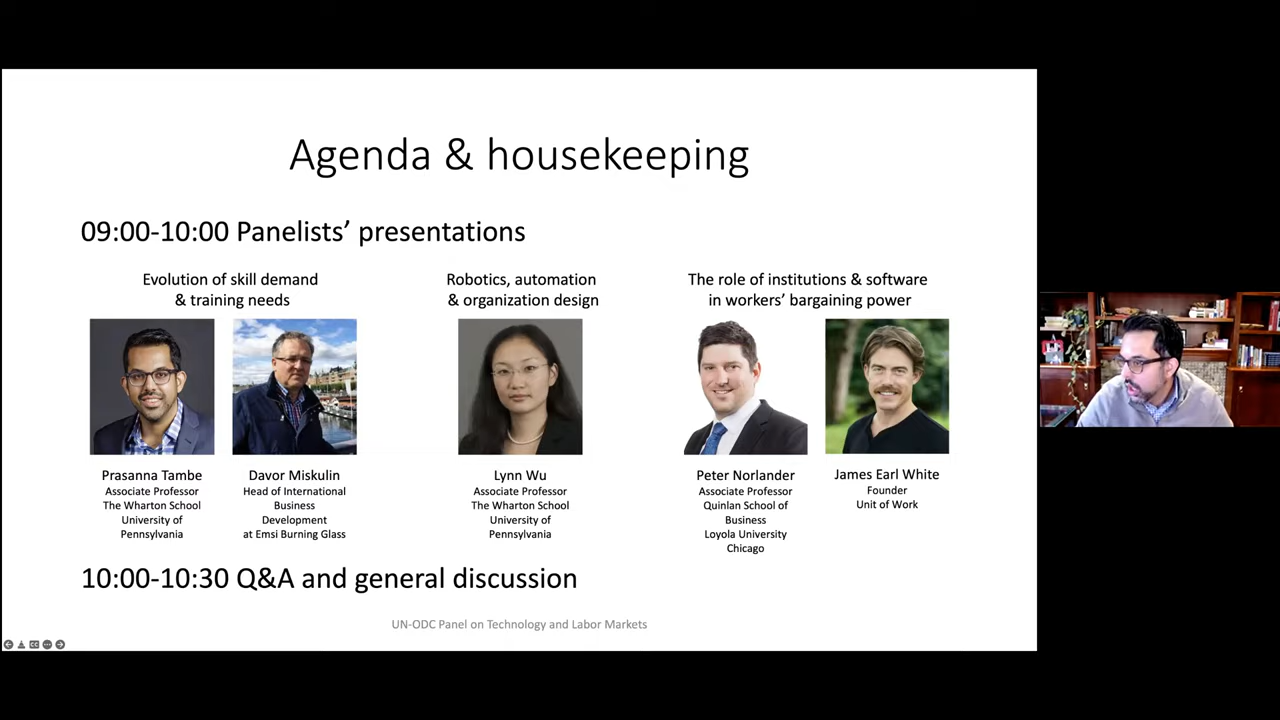 Agenda & housekeeping
09:00-10:00 Panelists’ presentations
Evolution of skill demand
& training needs
Robotics, automation
& organization design
The role of institutions & software
in workers’ bargaining power
Prasanna Tambe
Associate Professor
The Wharton School
University of
Pennsylvania
Davor Miskulin
Head of International
Business
Development
at Emsi Burning Glass
Lynn Wu
Associate Professor
The Wharton School
University of
Pennsylvania
Peter Norlander
Associate Professor
Quinlan School of
Business
Loyola University
Chicago
James Earl White
Founder
Unit of Work
10:00-10:30 Q&A and general discussion
UN-ODC Panel on Technology and Labor Markets